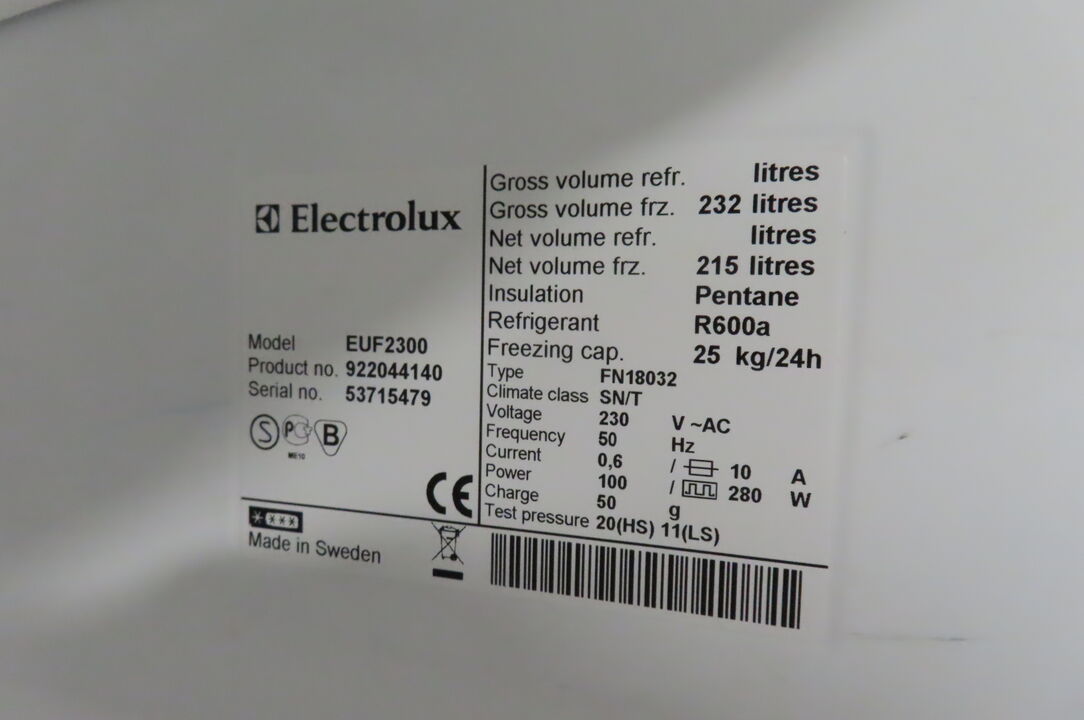 Electrolux
Model EUF2300
Product no. 922044140
Serial no. 53715479
S PC B
ME10
CE
Made in Sweden
Gross volume refr. litres
Gross volume frz. 232 litres
Net volume refr. litres
Net volume frz. 215 litres
Insulation Pentane
Refrigerant R600a
Freezing cap. 25 kg/24h
Type FN18032
Climate class SN/T
Voltage 230 V ~AC
Frequency 50 Hz
Current 0,6 / 10 A
Power 100 / 280 W
Charge 50 g
Test pressure 20(HS) 11(LS)